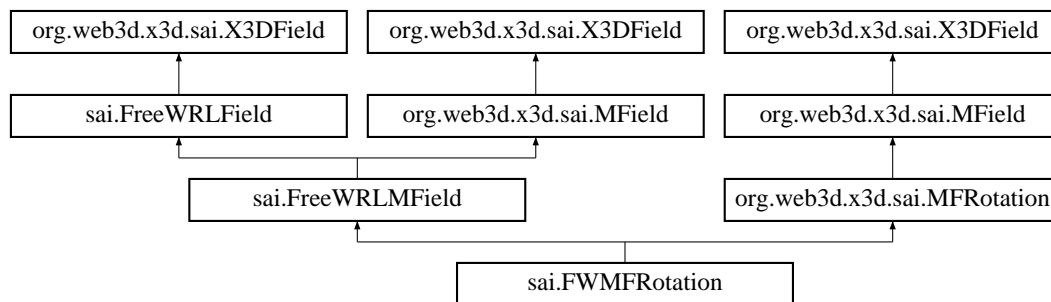 org.web3d.x3d.sai.X3DField
org.web3d.x3d.sai.X3DField
org.web3d.x3d.sai.X3DField
sai.FreeWRLField
org.web3d.x3d.sai.MField
org.web3d.x3d.sai.MField
sai.FreeWRLMField
org.web3d.x3d.sai.MFRotation
sai.FWMFRotation